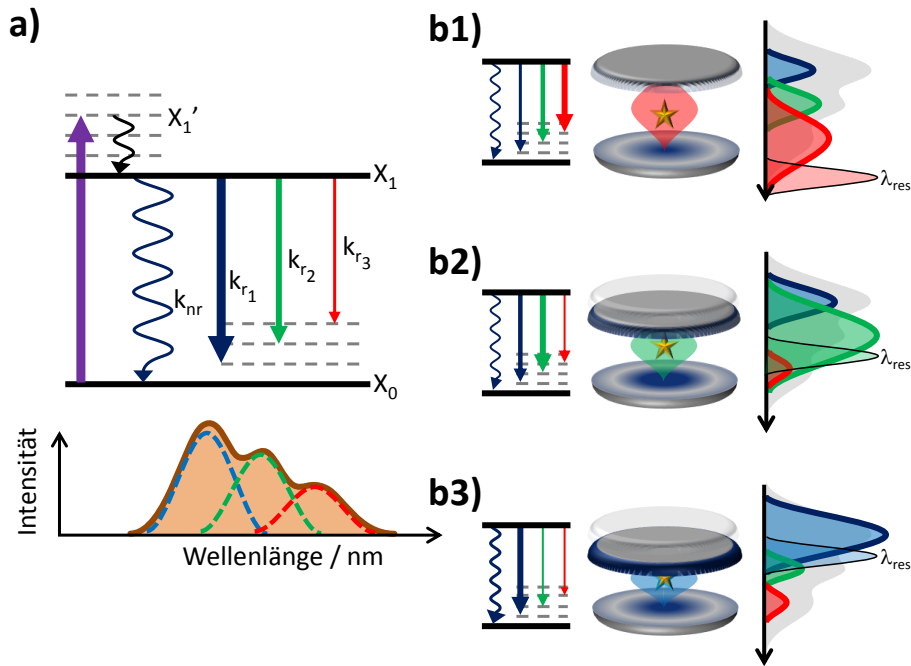 a)
X₁'
X₁
kₙᵣ
kᵣ₁
kᵣ₂
kᵣ₃
X₀
Intensität
Wellenlänge / nm
b1)
λres
b2)
λres
b3)
λres